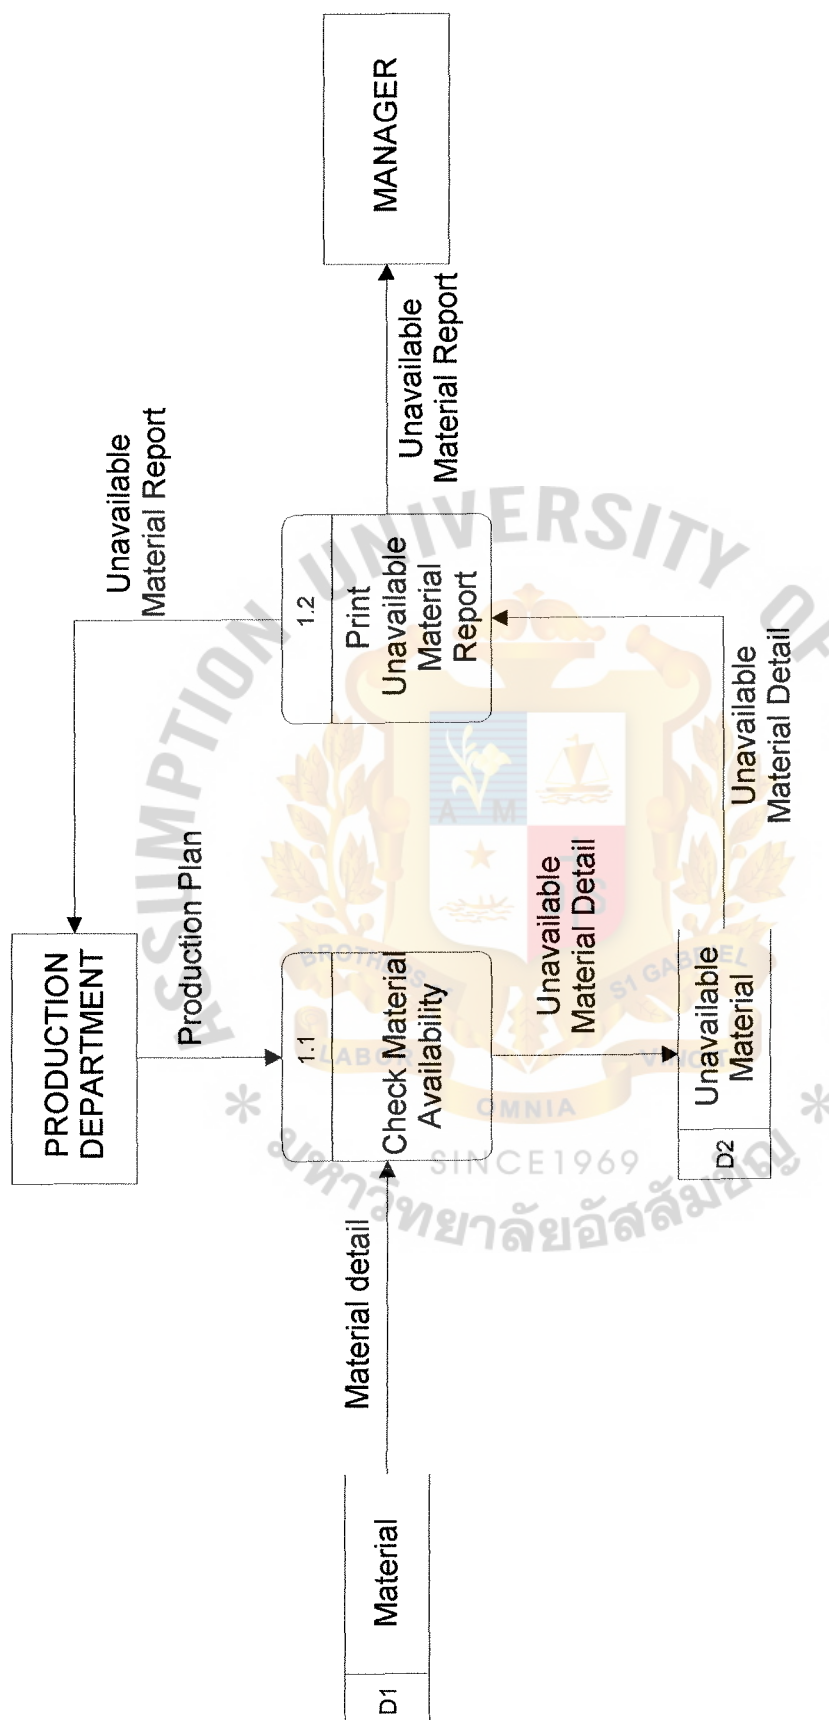 PRODUCTION
DEPARTMENT
Unavailable
Material Report
Production Plan
D1
Material
Material detail
1.1
Check Material
Availability
1.2
Print
Unavailable
Material
Report
Unavailable
Material Report
MANAGER
Unavailable
Material Detail
D2
Unavailable
Material
Unavailable
Material Detail
ASSUMPTION UNIVERSITY OF
A M
BROTHERS
S1 GABRIEL
LABOR
OMNIA
VINCIT
SINCE1969
มหาวิทยาลัยอัสสัมชัญ